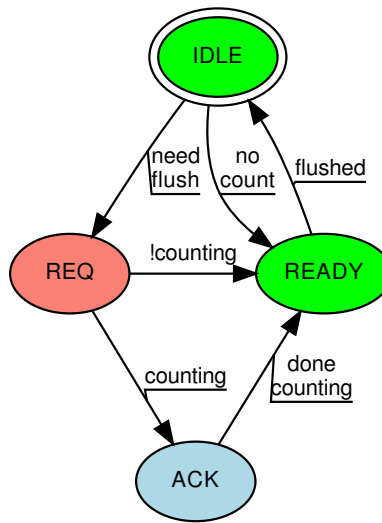 IDLE
need
flush
no
count
flushed
REQ
!counting
READY
counting
done
counting
ACK